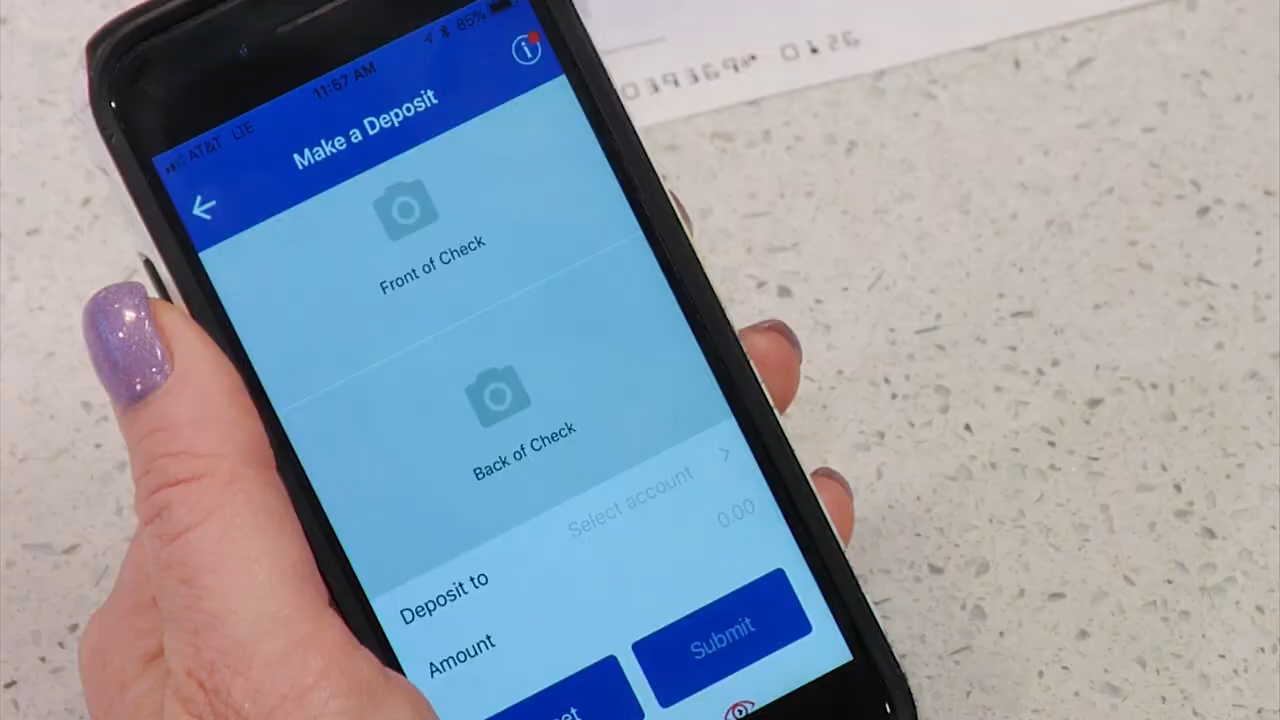 AT&T LTE 11:57 AM 85%
Make a Deposit
Front of Check
Back of Check
Select account
Deposit to
0.00
Amount
Submit